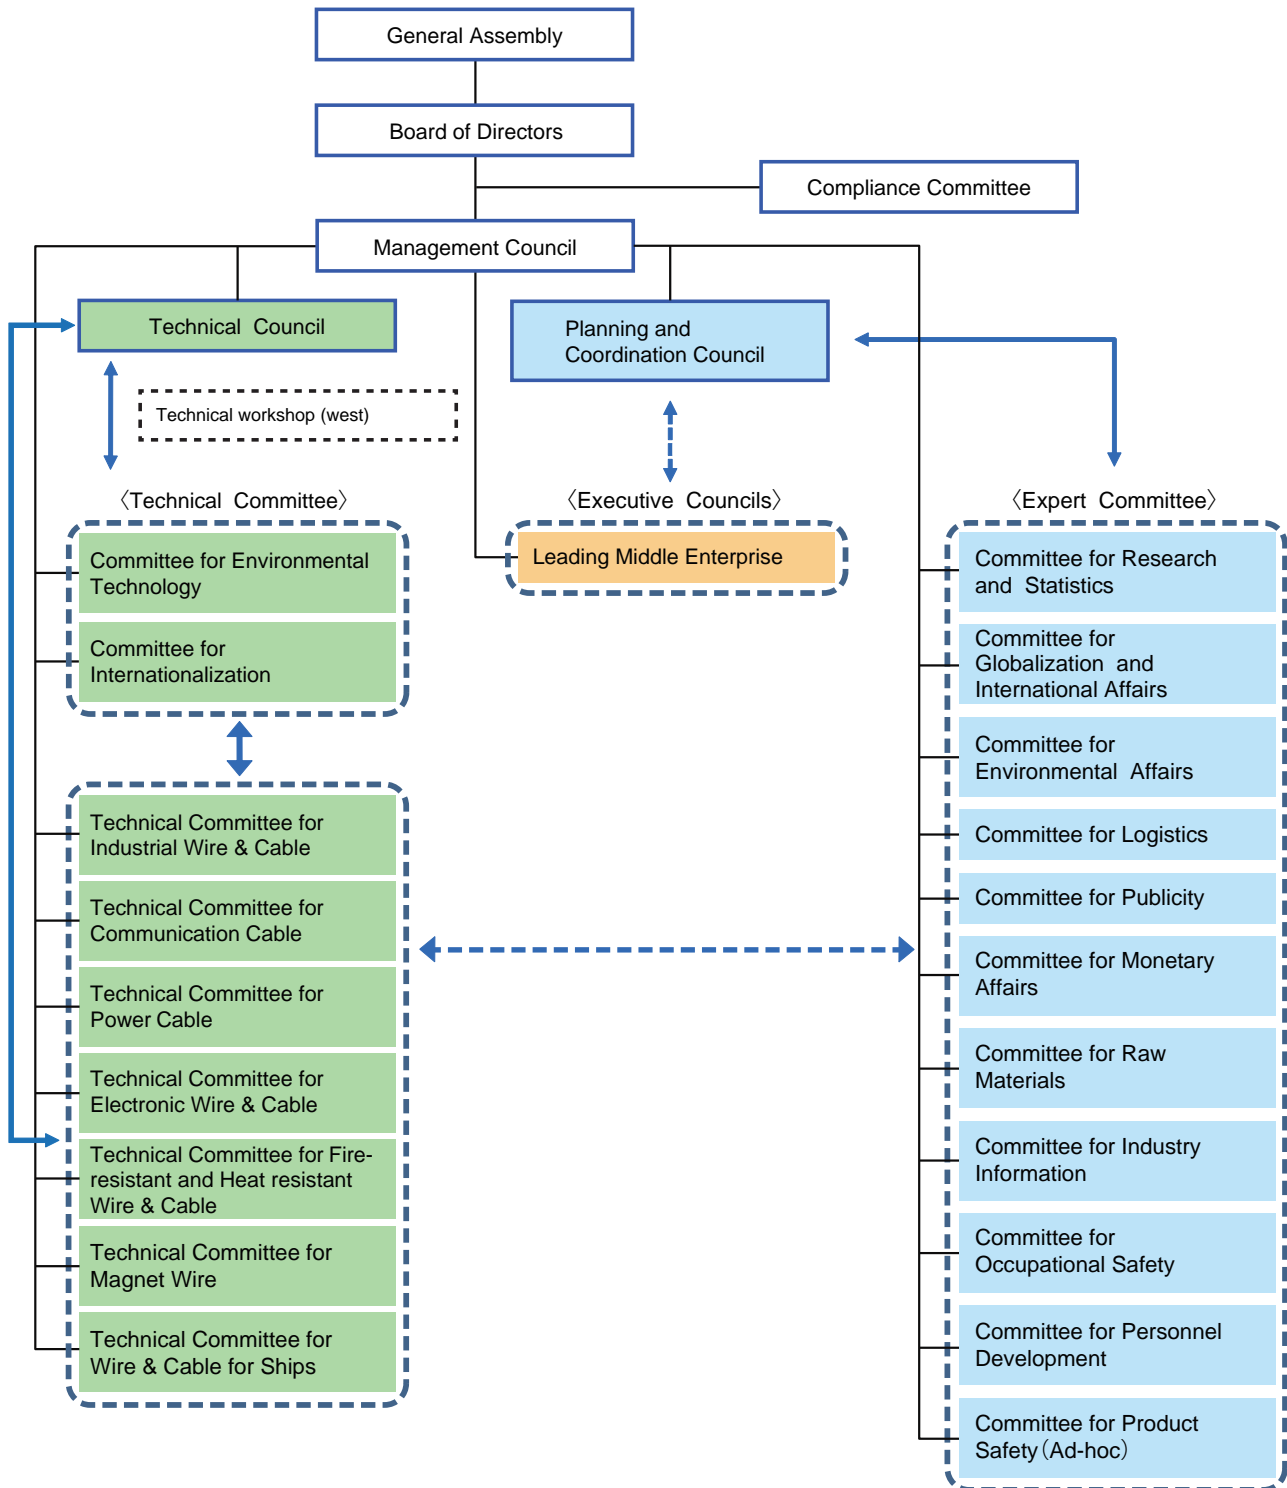 General Assembly
Board of Directors
Compliance Committee
Management Council
Technical Council
Planning and
Coordination Council
Technical workshop (west)
〈Technical Committee〉
〈Executive Councils〉
〈Expert Committee〉
Committee for Environmental
Technology
Committee for
Internationalization
Leading Middle Enterprise
Technical Committee for
Industrial Wire & Cable
Technical Committee for
Communication Cable
Technical Committee for
Power Cable
Technical Committee for
Electronic Wire & Cable
Technical Committee for Fire-
resistant and Heat resistant
Wire & Cable
Technical Committee for
Magnet Wire
Technical Committee for
Wire & Cable for Ships
Committee for Research
and Statistics
Committee for
Globalization and
International Affairs
Committee for
Environmental Affairs
Committee for Logistics
Committee for Publicity
Committee for Monetary
Affairs
Committee for Raw
Materials
Committee for Industry
Information
Committee for
Occupational Safety
Committee for Personnel
Development
Committee for Product
Safety（Ad-hoc）